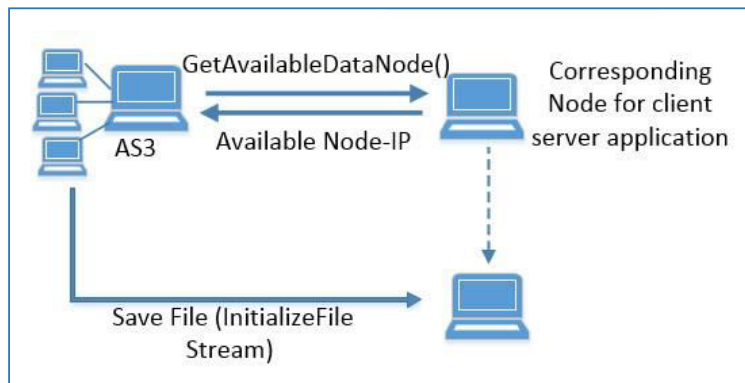 GetAvailableDataNode()
AS3
Available Node-IP
Corresponding
Node for client
server application
Save File (InitializeFile
Stream)